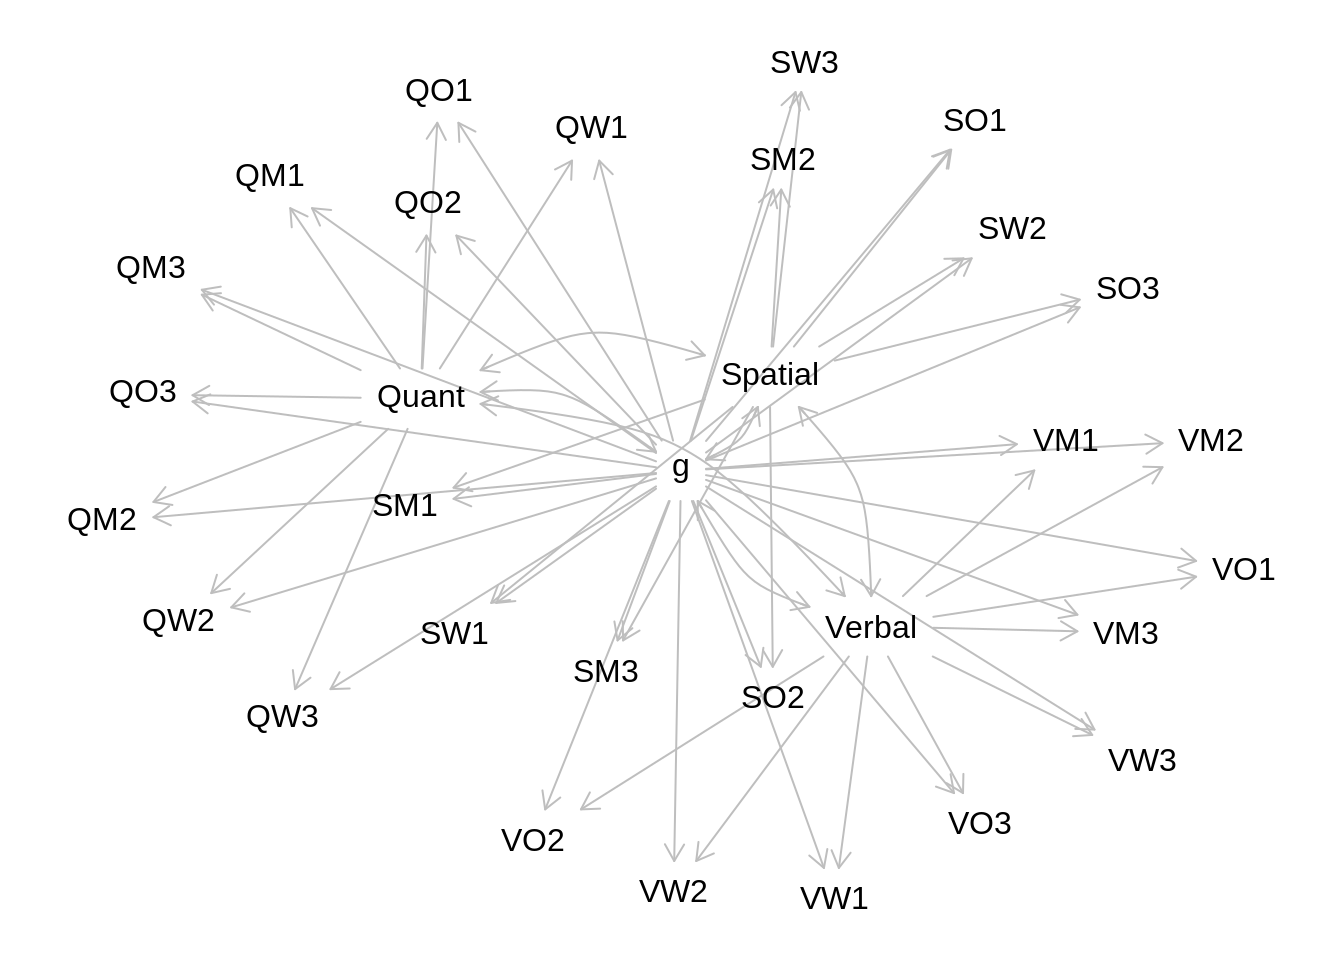 SW3
QO1
SO1
QW1
SM2
QM1
QO2
SW2
QM3
SO3
Spatial
QO3
Quant
VM1
VM2
g
SM1
QM2
VO1
QW2
Verbal
SW1
VM3
SM3
SO2
QW3
VW3
VO3
VO2
VW2
VW1